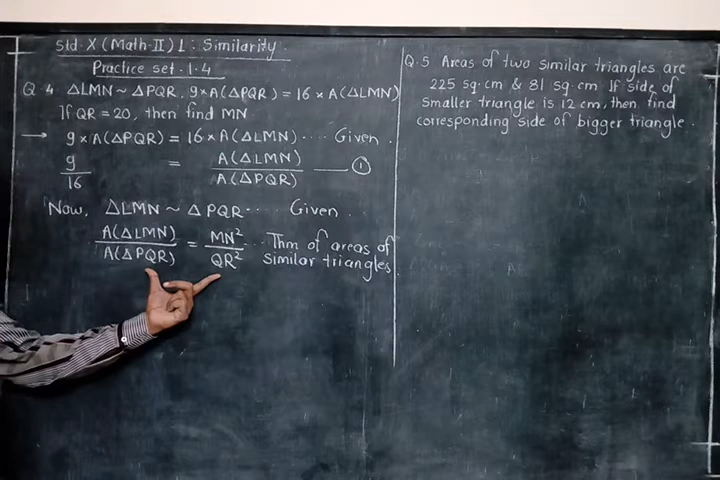 Std. X (Math-II) 1: Similarity.
Practice set. 1.4
Q.4 △LMN ~ △PQR, 9×A(△PQR) = 16 × A(△LMN)
If QR = 20, then find MN.
→ 9×A(△PQR) = 16 × A(△LMN) .... Given.
9/16 = A(△LMN)/A(△PQR) —— ①
Now, △LMN ~ △PQR .... Given.
A(△LMN)/A(△PQR) = MN²/QR² ... Thm of areas of
similar triangles.
Q.5 Areas of two similar triangles are
225 sq.cm & 81 sq.cm If side of
smaller triangle is 12 cm, then find
corresponding side of bigger triangle.